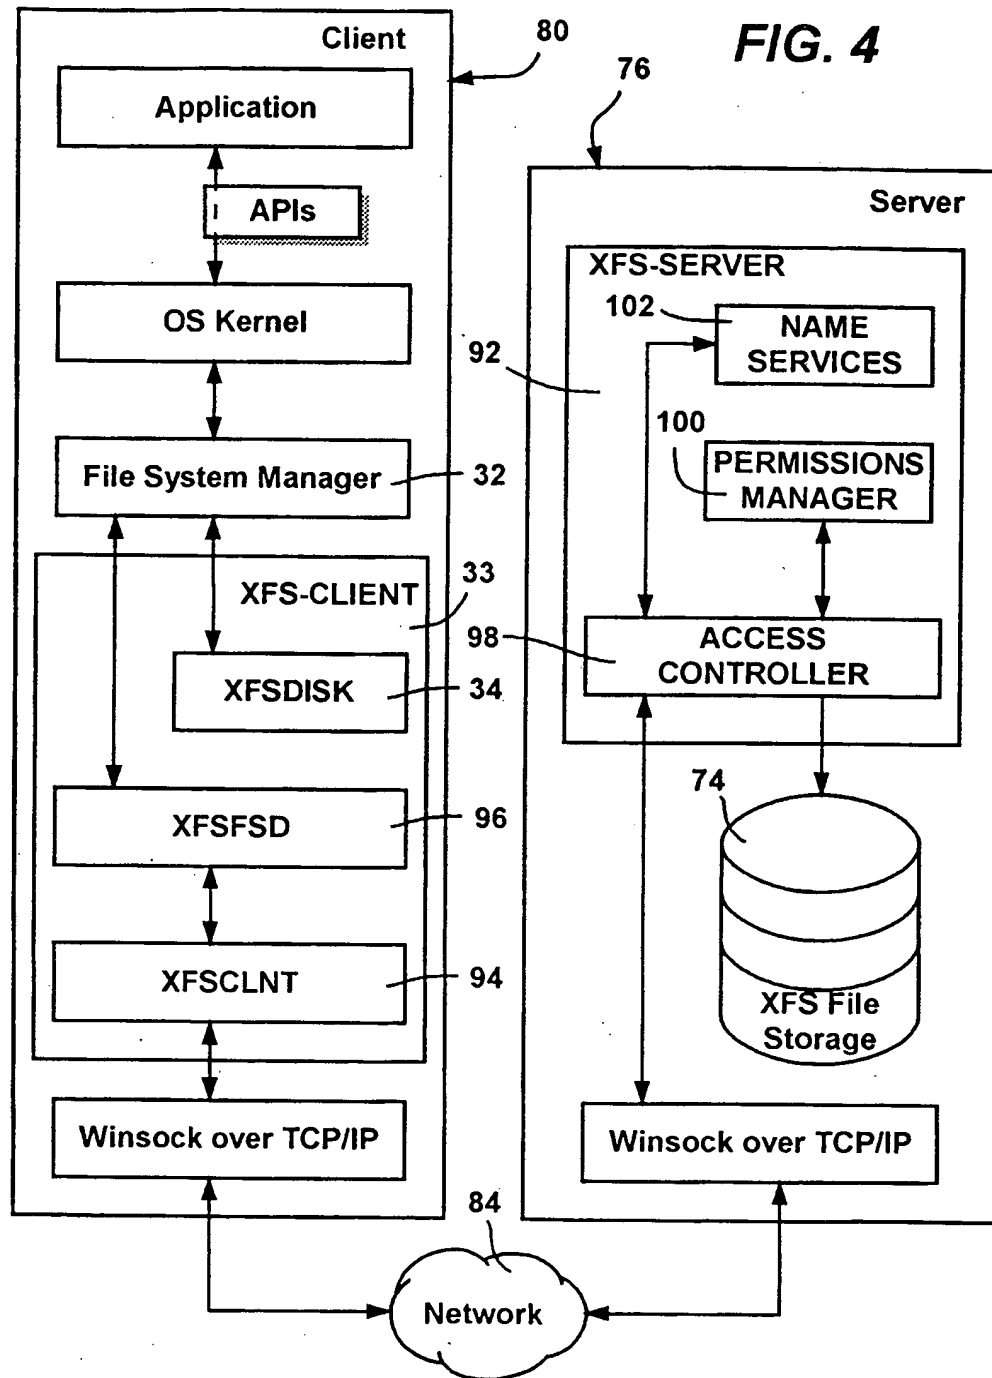 FIG. 4
Client
80
Application
APIs
OS Kernel
File System Manager
32
XFS-CLIENT
33
XFSDISK
34
XFSFSD
96
XFSCLNT
94
Winsock over TCP/IP
76
Server
XFS-SERVER
102
NAME
SERVICES
92
100
PERMISSIONS
MANAGER
98
ACCESS
CONTROLLER
74
XFS File
Storage
Winsock over TCP/IP
84
Network